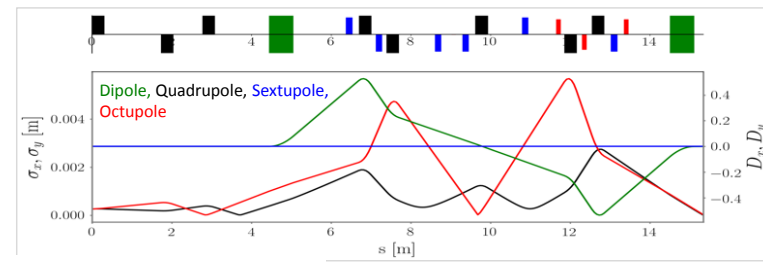 0 2 4 6 8 10 12 14
Dipole, Quadrupole, Sextupole,
Octupole
0.004
0.002
0.000
σx, σy [m]
0.4
0.2
0.0
−0.2
−0.4
Dx, Dy
0 2 4 6 8 10 12 14
s [m]